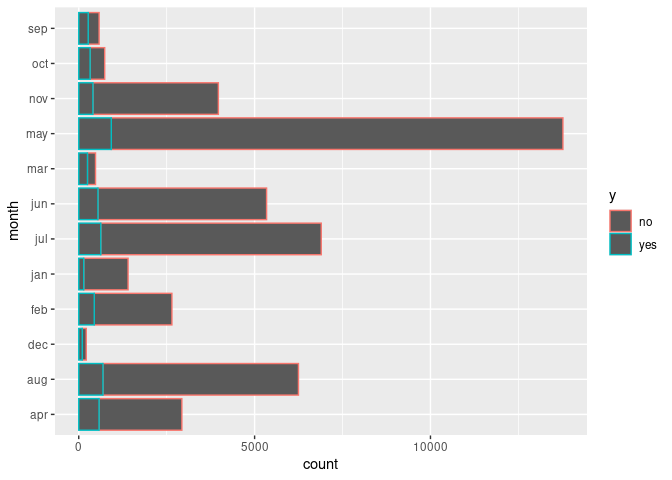 sep
oct
nov
may
mar
jun
jul
jan
feb
dec
aug
apr
month
0 5000 10000
count
y
no
yes